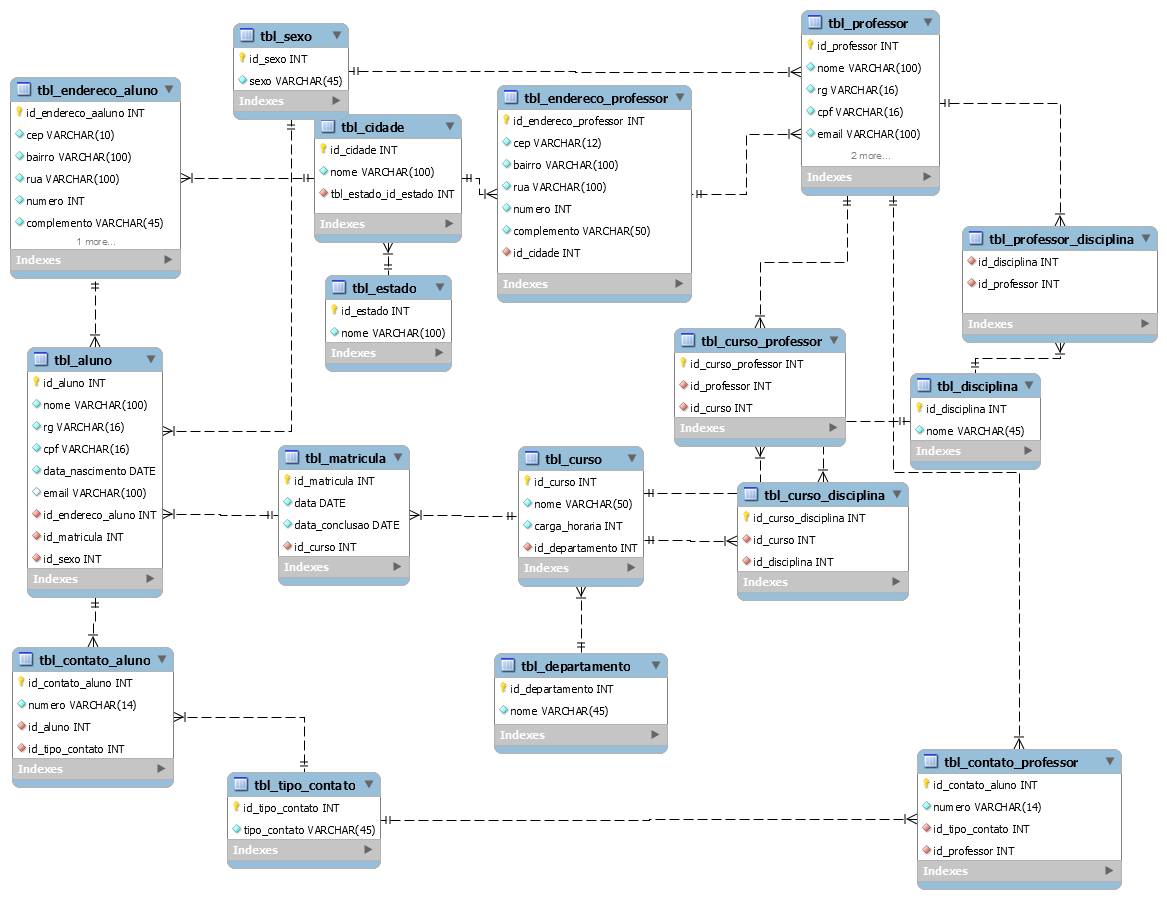 tbl_sexo
id_sexo INT
sexo VARCHAR(45)
Indexes
tbl_professor
id_professor INT
nome VARCHAR(100)
rg VARCHAR(16)
cpf VARCHAR(16)
email VARCHAR(100)
2 more...
Indexes
tbl_endereco_aluno
id_endereco_aaluno INT
cep VARCHAR(10)
bairro VARCHAR(100)
rua VARCHAR(100)
numero INT
complemento VARCHAR(45)
1 more...
Indexes
tbl_cidade
id_cidade INT
nome VARCHAR(100)
tbl_estado_id_estado INT
Indexes
tbl_endereco_professor
id_endereco_professor INT
cep VARCHAR(12)
bairro VARCHAR(100)
rua VARCHAR(100)
numero INT
complemento VARCHAR(50)
id_cidade INT
Indexes
tbl_professor_disciplina
id_disciplina INT
id_professor INT
Indexes
tbl_estado
id_estado INT
nome VARCHAR(100)
Indexes
tbl_aluno
id_aluno INT
nome VARCHAR(100)
rg VARCHAR(16)
cpf VARCHAR(16)
data_nascimento DATE
email VARCHAR(100)
id_endereco_aluno INT
id_matricula INT
id_sexo INT
Indexes
tbl_curso_professor
id_curso_professor INT
id_professor INT
id_curso INT
Indexes
tbl_disciplina
id_disciplina INT
nome VARCHAR(45)
Indexes
tbl_matricula
id_matricula INT
data DATE
data_conclusao DATE
id_curso INT
Indexes
tbl_curso
id_curso INT
nome VARCHAR(50)
carga_horaria INT
id_departamento INT
Indexes
tbl_curso_disciplina
id_curso_disciplina INT
id_curso INT
id_disciplina INT
Indexes
tbl_contato_aluno
id_contato_aluno INT
numero VARCHAR(14)
id_aluno INT
id_tipo_contato INT
Indexes
tbl_departamento
id_departamento INT
nome VARCHAR(45)
Indexes
tbl_tipo_contato
id_tipo_contato INT
tipo_contato VARCHAR(45)
Indexes
tbl_contato_professor
id_contato_aluno INT
numero VARCHAR(14)
id_tipo_contato INT
id_professor INT
Indexes